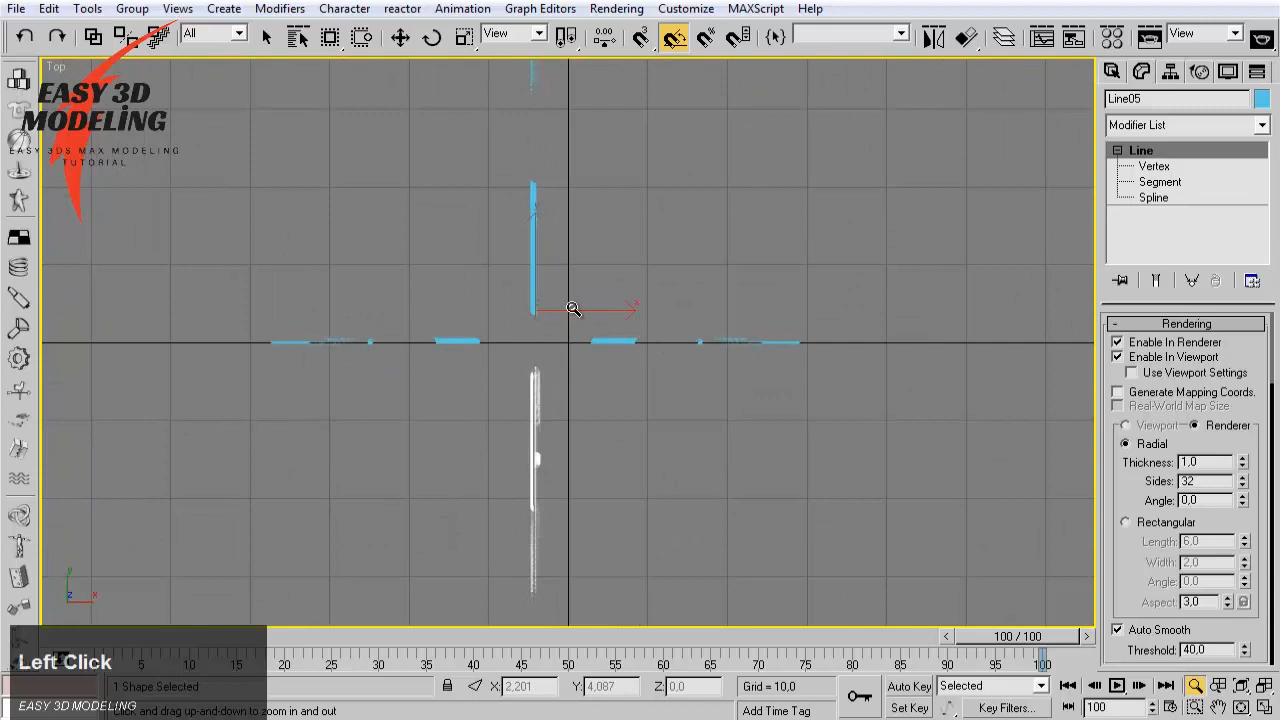 File Edit Tools Group Views Create Modifiers Character reactor Animation Graph Editors Rendering Customize MAXScript Help
All
View
0.00
View
Top
EASY 3D
MODELİNG
EASY 3DS MAX MODELING
TUTORIAL
Line05
Modifier List
Line
Vertex
Segment
Spline
Rendering
Enable In Renderer
Enable In Viewport
Use Viewport Settings
Generate Mapping Coords.
Real-World Map Size
Viewport Renderer
Radial
Thickness: 1,0
Sides: 32
Angle: 0,0
Rectangular
Length: 6,0
Width: 2,0
Angle: 0,0
Aspect: 3,0
Auto Smooth
Threshold: 40,0
x
y
z x
100 / 100
Left Click
5 10 15 20 25 30 35 40 45 50 55 60 65 70 75 80 85 90 95 100
1 Shape Selected
X: 2,201 Y: 4,087 Z: 0,0
Grid = 10,0
Auto Key Selected
EASY 3D MODELING
Click and drag up-and-down to zoom in and out
Add Time Tag
Set Key Key Filters...
100